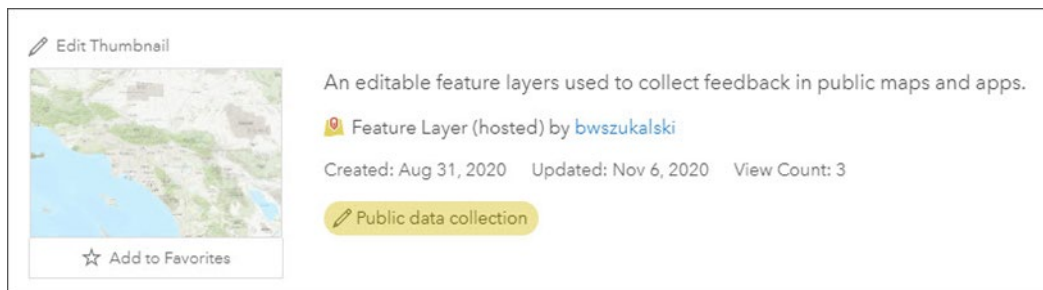 Edit Thumbnail
An editable feature layers used to collect feedback in public maps and apps.
Feature Layer (hosted) by bwszukalski
Created: Aug 31, 2020 Updated: Nov 6, 2020 View Count: 3
Public data collection
Add to Favorites